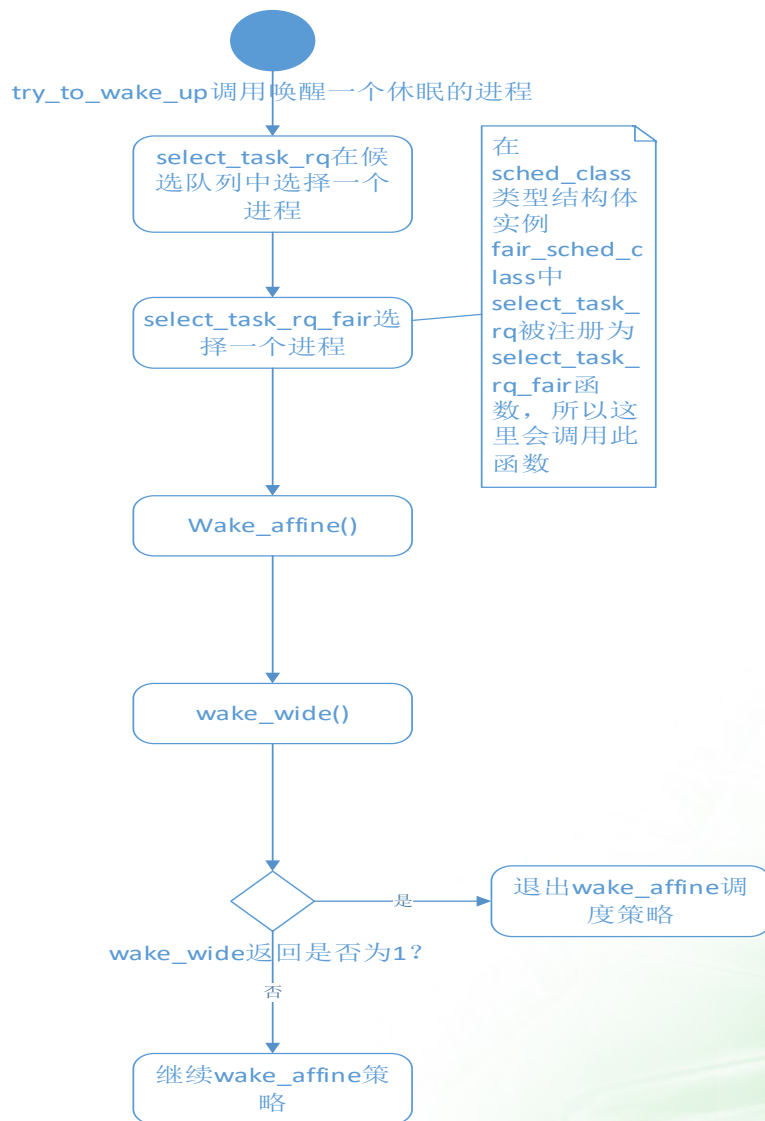 try_to_wake_up调用唤醒一个休眠的进程
select_task_rq在候
选队列中选择一个
进程
select_task_rq_fair选
择一个进程
在
sched_class
类型结构体
实例
fair_sched_c
lass中
select_task_
rq被注册为
select_task_
rq_fair函
数，所以这
里会调用此
函数
Wake_affine()
wake_wide()
是
退出wake_affine调
度策略
wake_wide返回是否为1？
否
继续wake_affine策
略